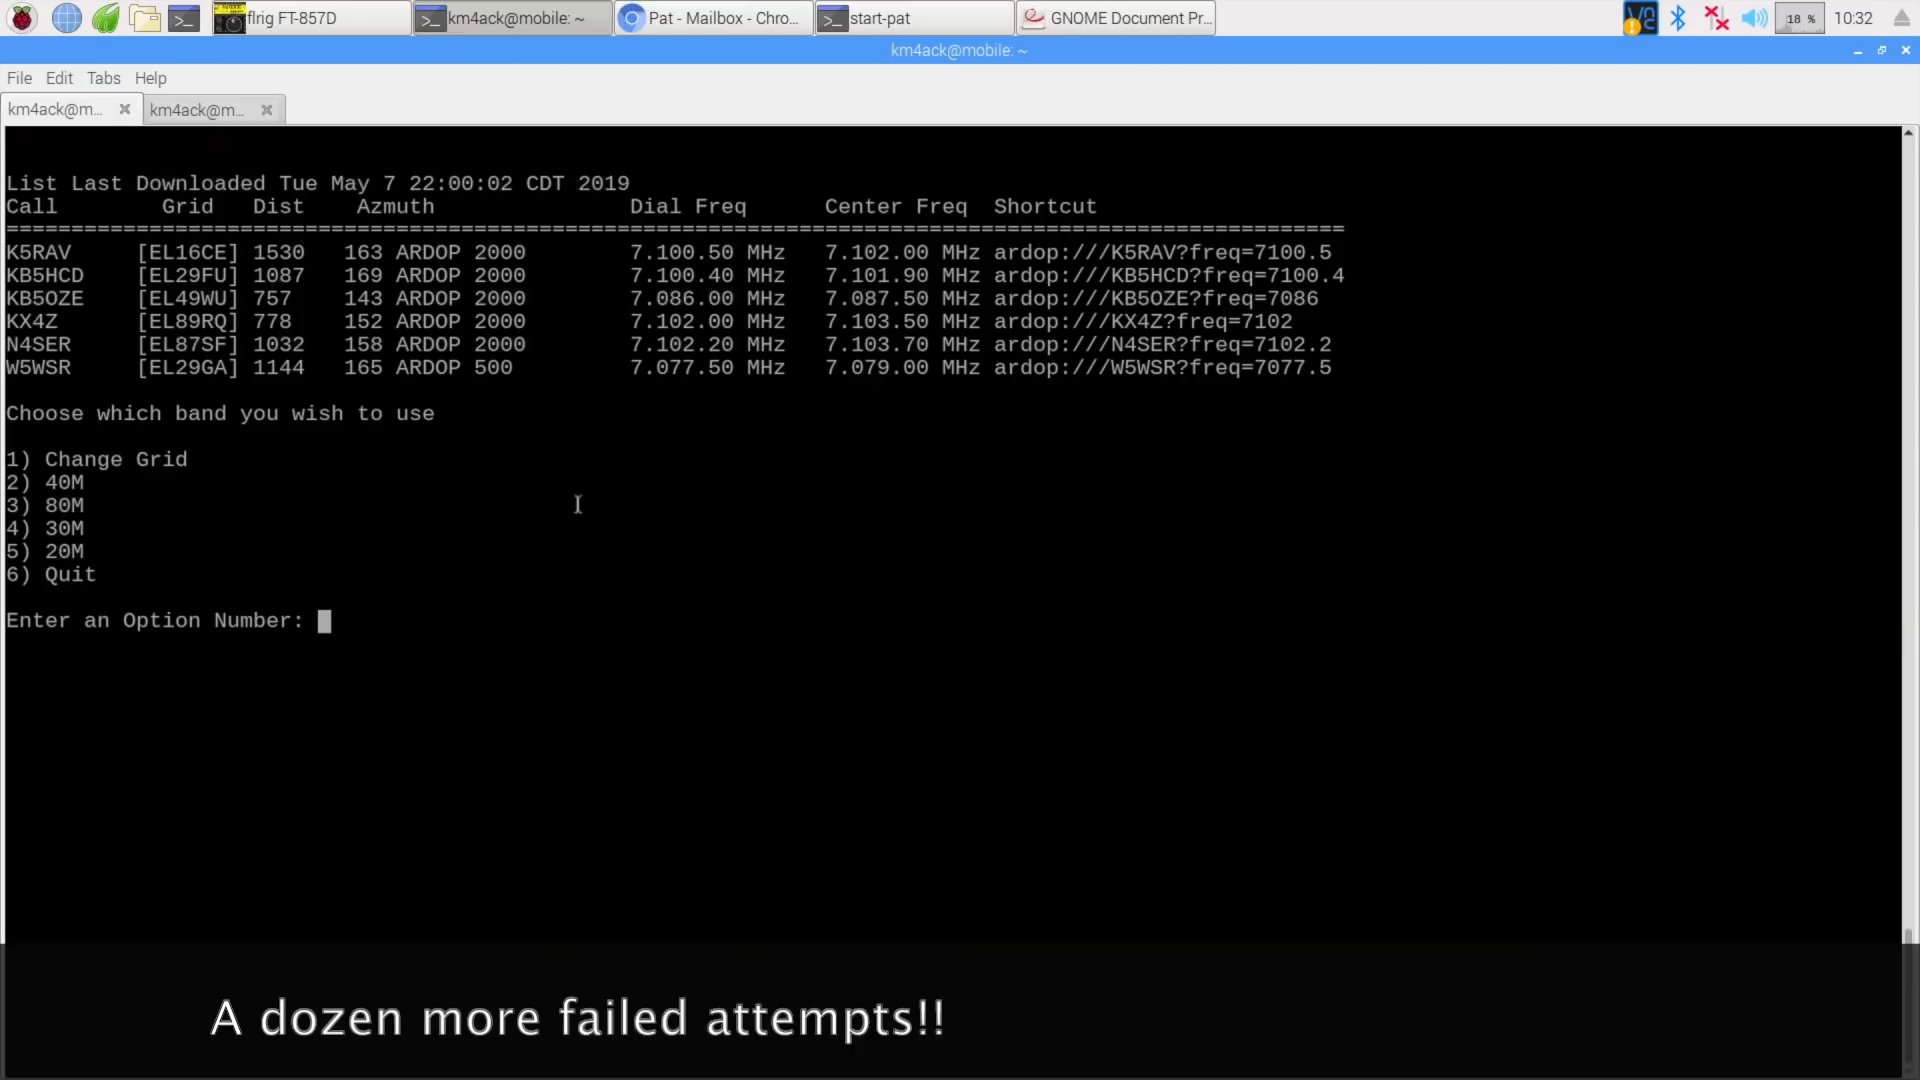 flrig FT-857D
km4ack@mobile: ~
Pat - Mailbox - Chro...
start-pat
GNOME Document Pr...
18 %
10:32
km4ack@mobile: ~
File Edit Tabs Help
km4ack@m...
km4ack@m...
List Last Downloaded Tue May 7 22:00:02 CDT 2019
Call Grid Dist Azmuth Dial Freq Center Freq Shortcut
=======================================================================================================
K5RAV [EL16CE] 1530 163 ARDOP 2000 7.100.50 MHz 7.102.00 MHz ardop:///K5RAV?freq=7100.5
KB5HCD [EL29FU] 1087 169 ARDOP 2000 7.100.40 MHz 7.101.90 MHz ardop:///KB5HCD?freq=7100.4
KB5OZE [EL49WU] 757 143 ARDOP 2000 7.086.00 MHz 7.087.50 MHz ardop:///KB5OZE?freq=7086
KX4Z [EL89RQ] 778 152 ARDOP 2000 7.102.00 MHz 7.103.50 MHz ardop:///KX4Z?freq=7102
N4SER [EL87SF] 1032 158 ARDOP 2000 7.102.20 MHz 7.103.70 MHz ardop:///N4SER?freq=7102.2
W5WSR [EL29GA] 1144 165 ARDOP 500 7.077.50 MHz 7.079.00 MHz ardop:///W5WSR?freq=7077.5
Choose which band you wish to use
1) Change Grid
2) 40M
3) 80M
4) 30M
5) 20M
6) Quit
Enter an Option Number:
A dozen more failed attempts!!